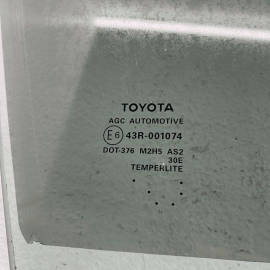 TOYOTA
AGC AUTOMOTIVE
E6 43R-001074
DOT-376 M2H5 AS2
30E
TEMPERLITE